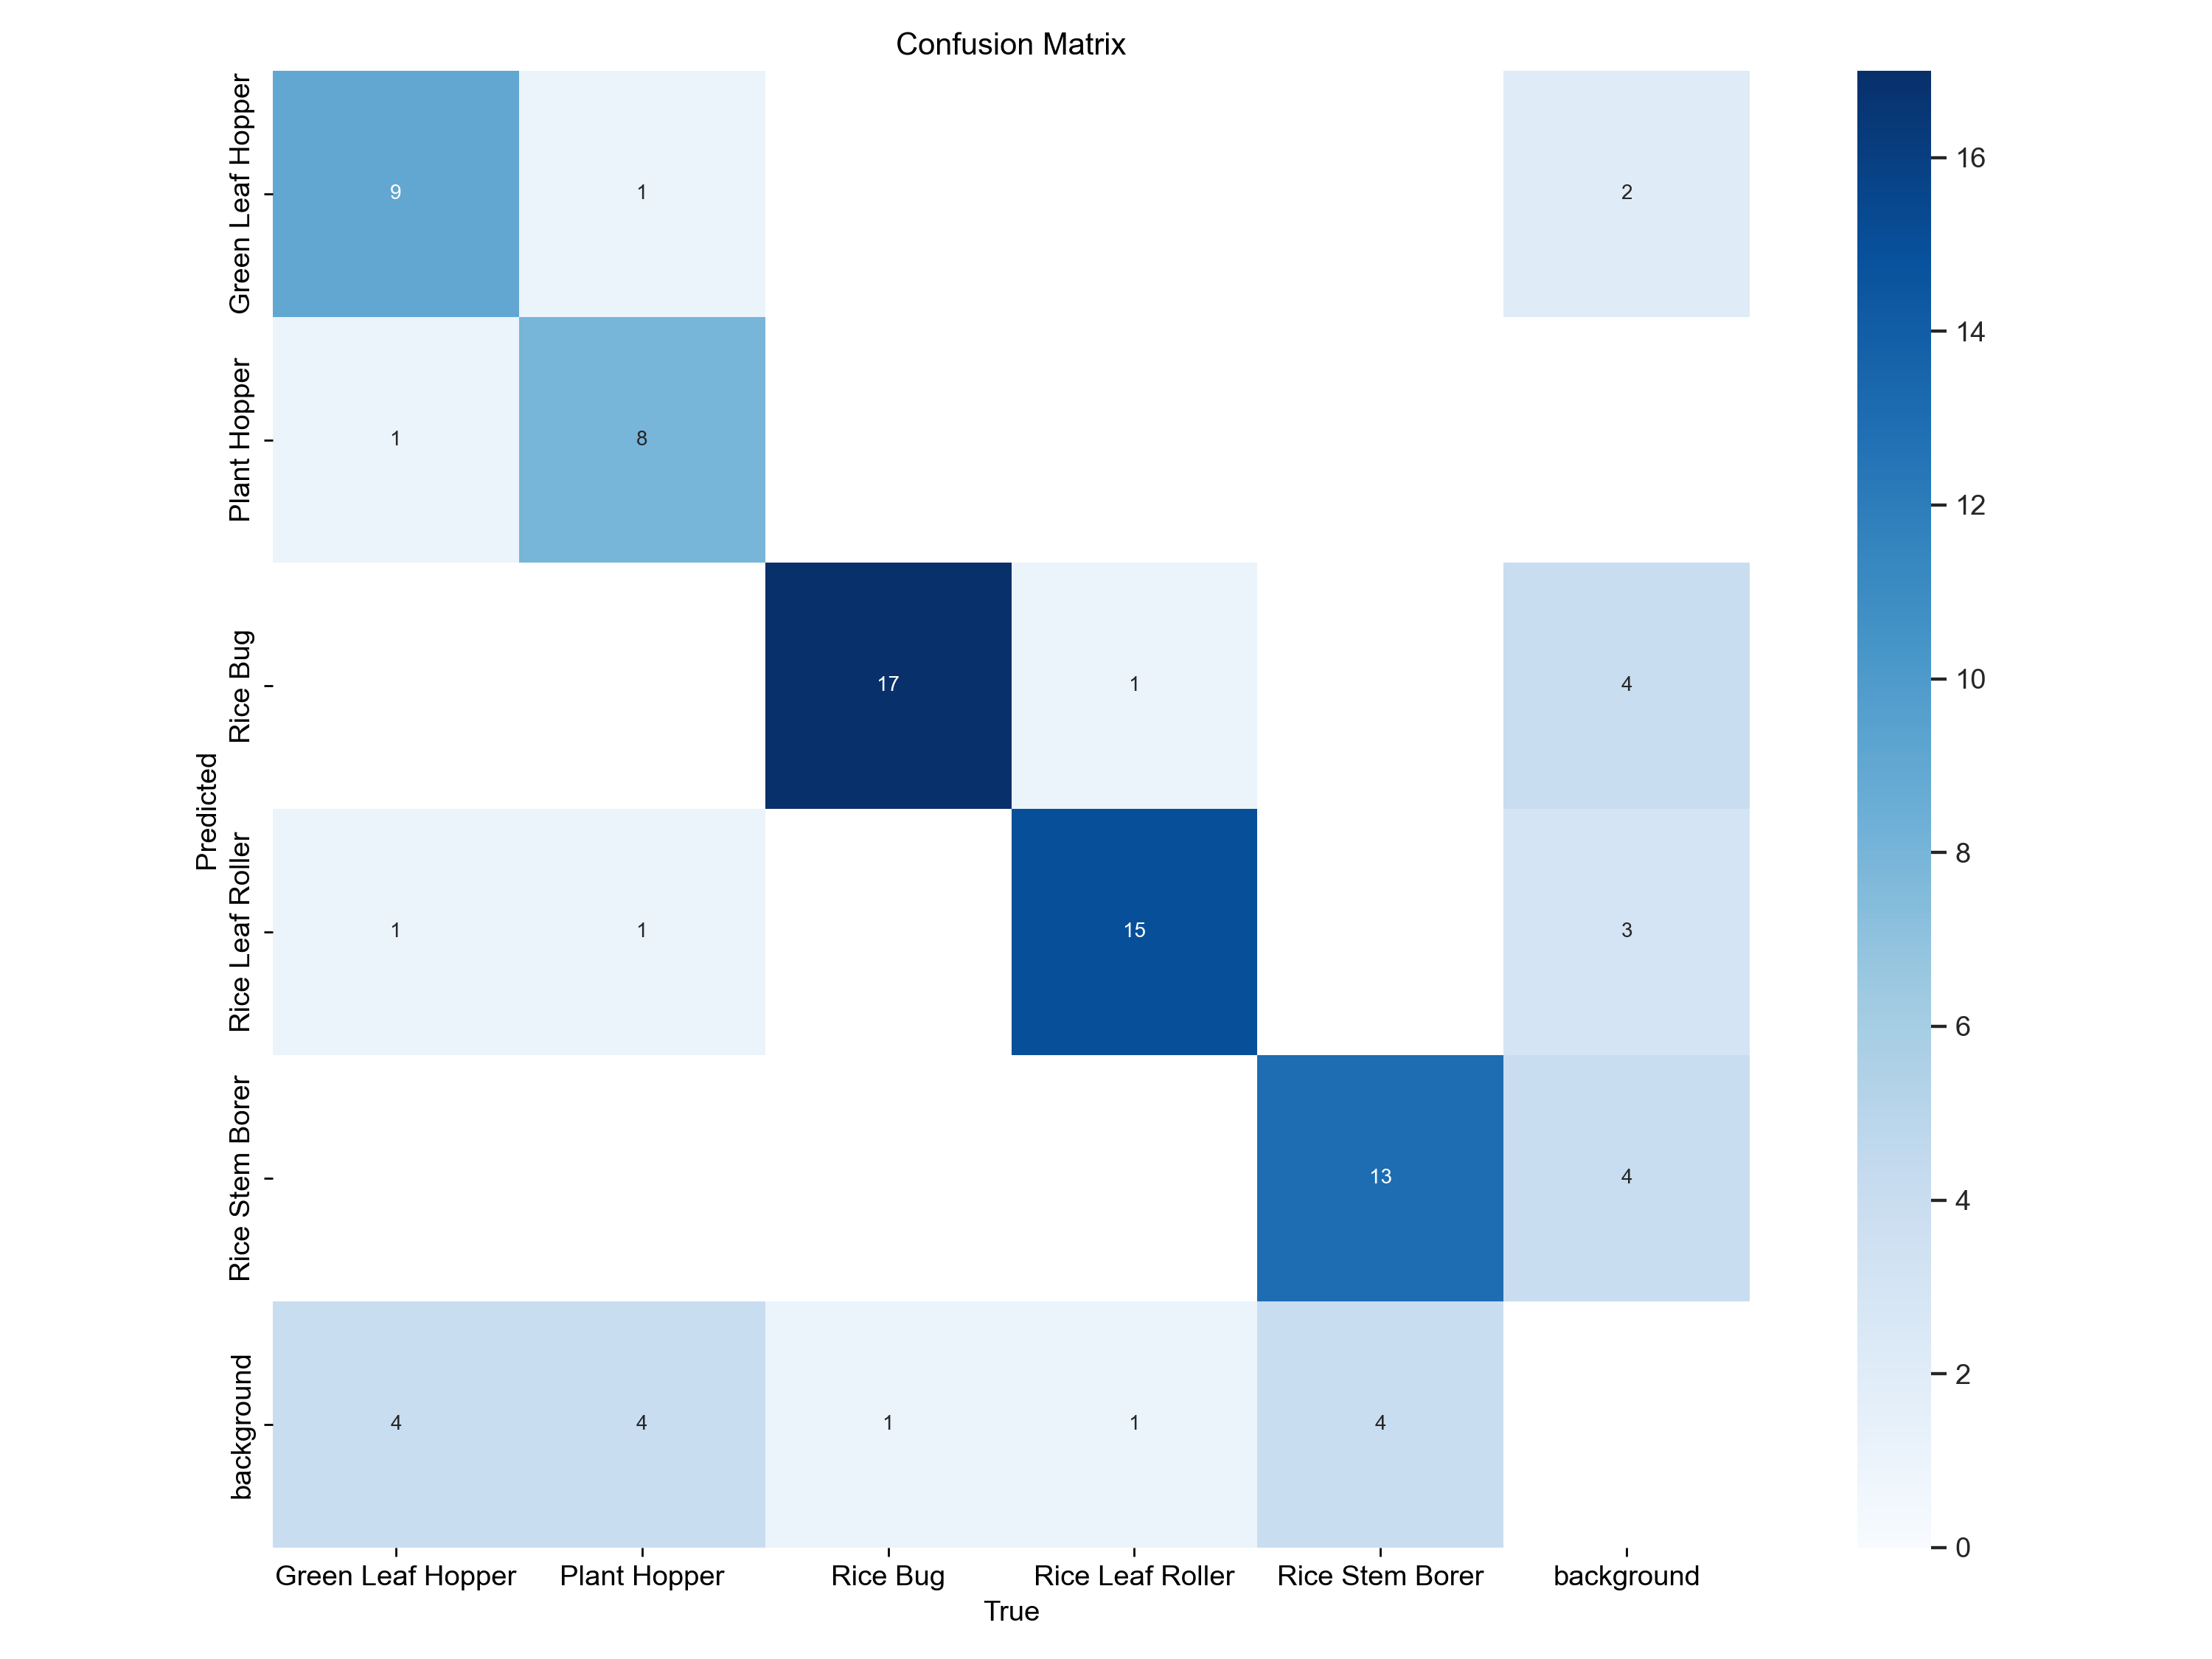 Confusion Matrix
Green Leaf Hopper
9
1
2
Plant Hopper
1
8
Rice Bug
17
1
4
Rice Leaf Roller
1
1
15
3
Rice Stem Borer
13
4
background
4
4
1
1
4
Predicted
Green Leaf Hopper
Plant Hopper
Rice Bug
Rice Leaf Roller
Rice Stem Borer
background
True
16
14
12
10
8
6
4
2
0